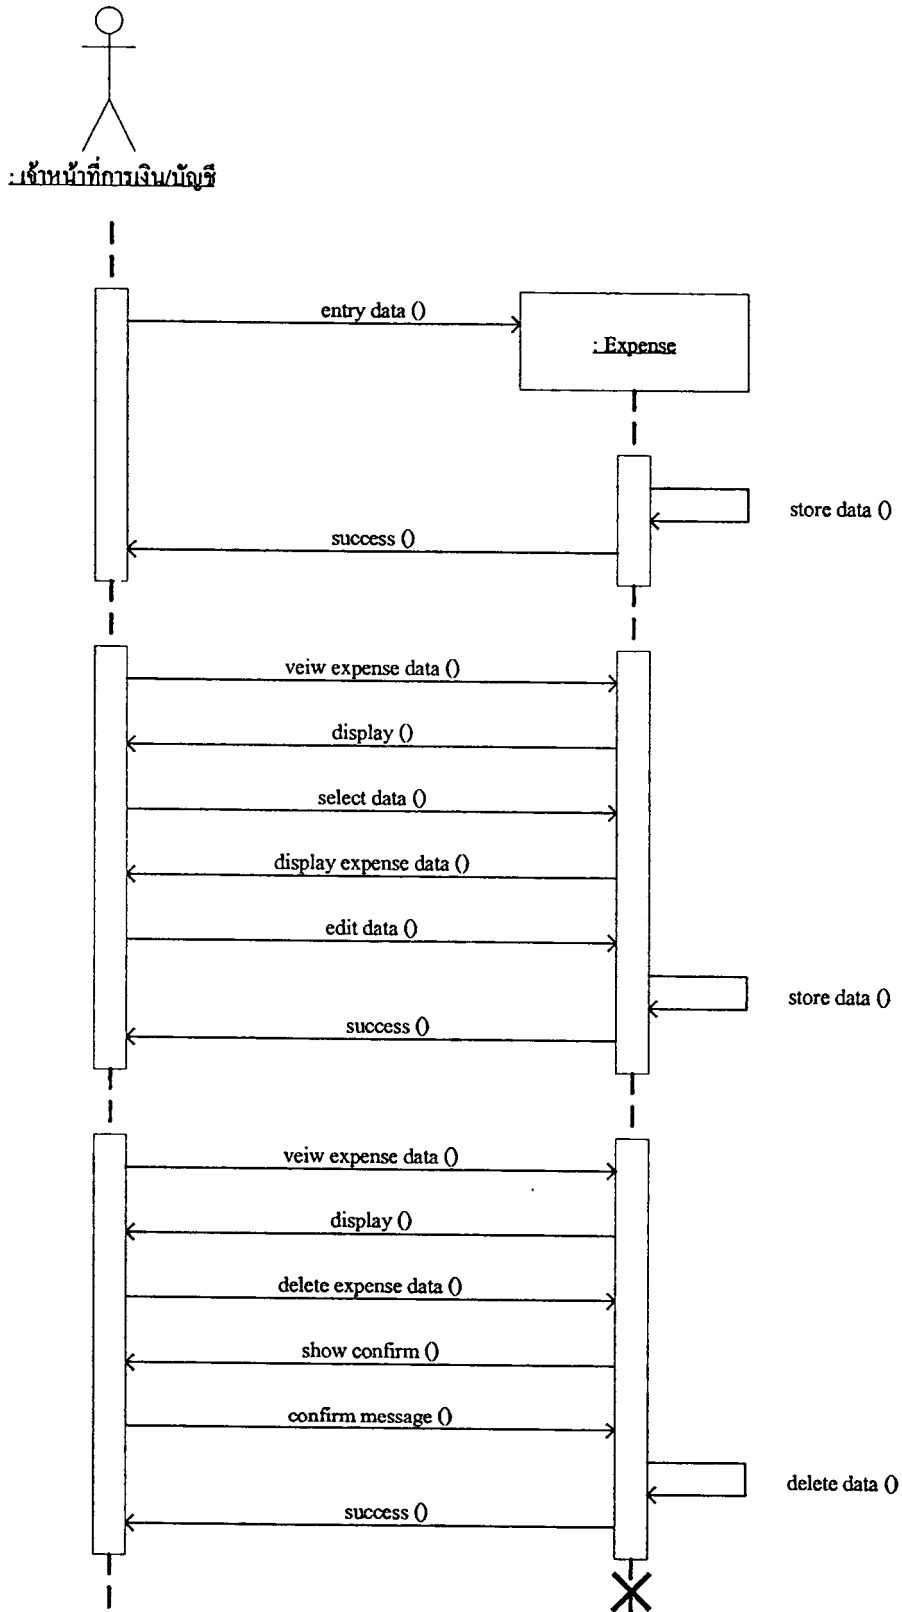 : เจ้าหน้าที่การเงิน/บัญชี
entry data ()
: Expense
store data ()
success ()
veiw expense data ()
display ()
select data ()
display expense data ()
edit data ()
store data ()
success ()
veiw expense data ()
display ()
delete expense data ()
show confirm ()
confirm message ()
delete data ()
success ()